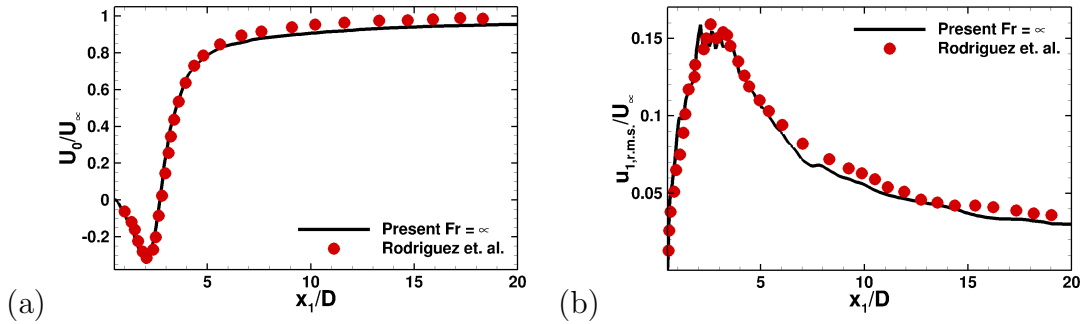 1
0.8
0.6
0.4
0.2
0
-0.2
U₀/U∞
5
10
15
20
x₁/D
Present Fr = ∞
Rodriguez et. al.
(a)
0.15
0.1
0.05
u₁,r.m.s./U∞
5
10
15
20
x₁/D
Present Fr = ∞
Rodriguez et. al.
(b)